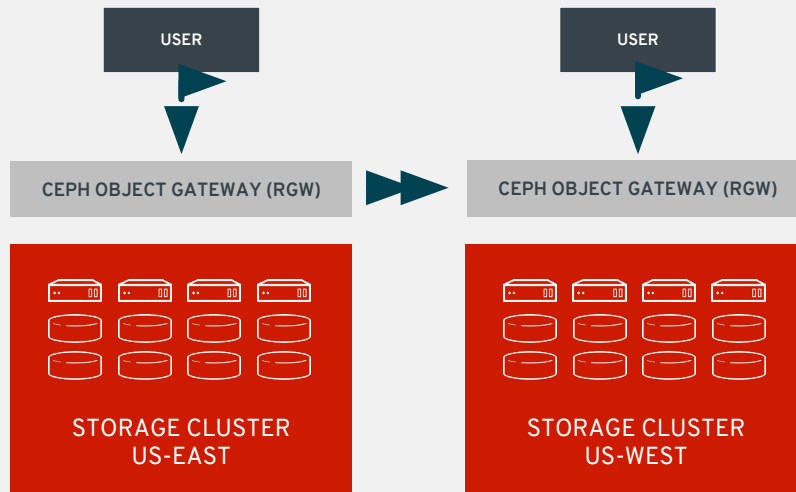 USER
USER
CEPH OBJECT GATEWAY (RGW)
CEPH OBJECT GATEWAY (RGW)
STORAGE CLUSTER
US-EAST
STORAGE CLUSTER
US-WEST